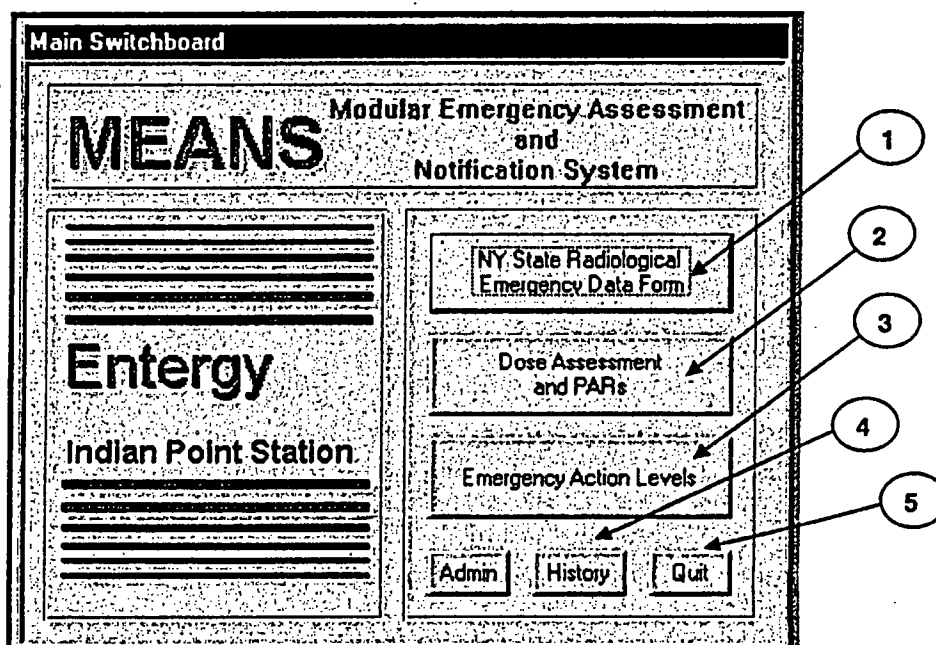 Main Switchboard
MEANS
Modular Emergency Assessment
and
Notification System
Entergy
Indian Point Station
NY State Radiological
Emergency Data Form
Dose Assessment
and PARs
Emergency Action Levels
Admin
History
Quit
1
2
3
4
5